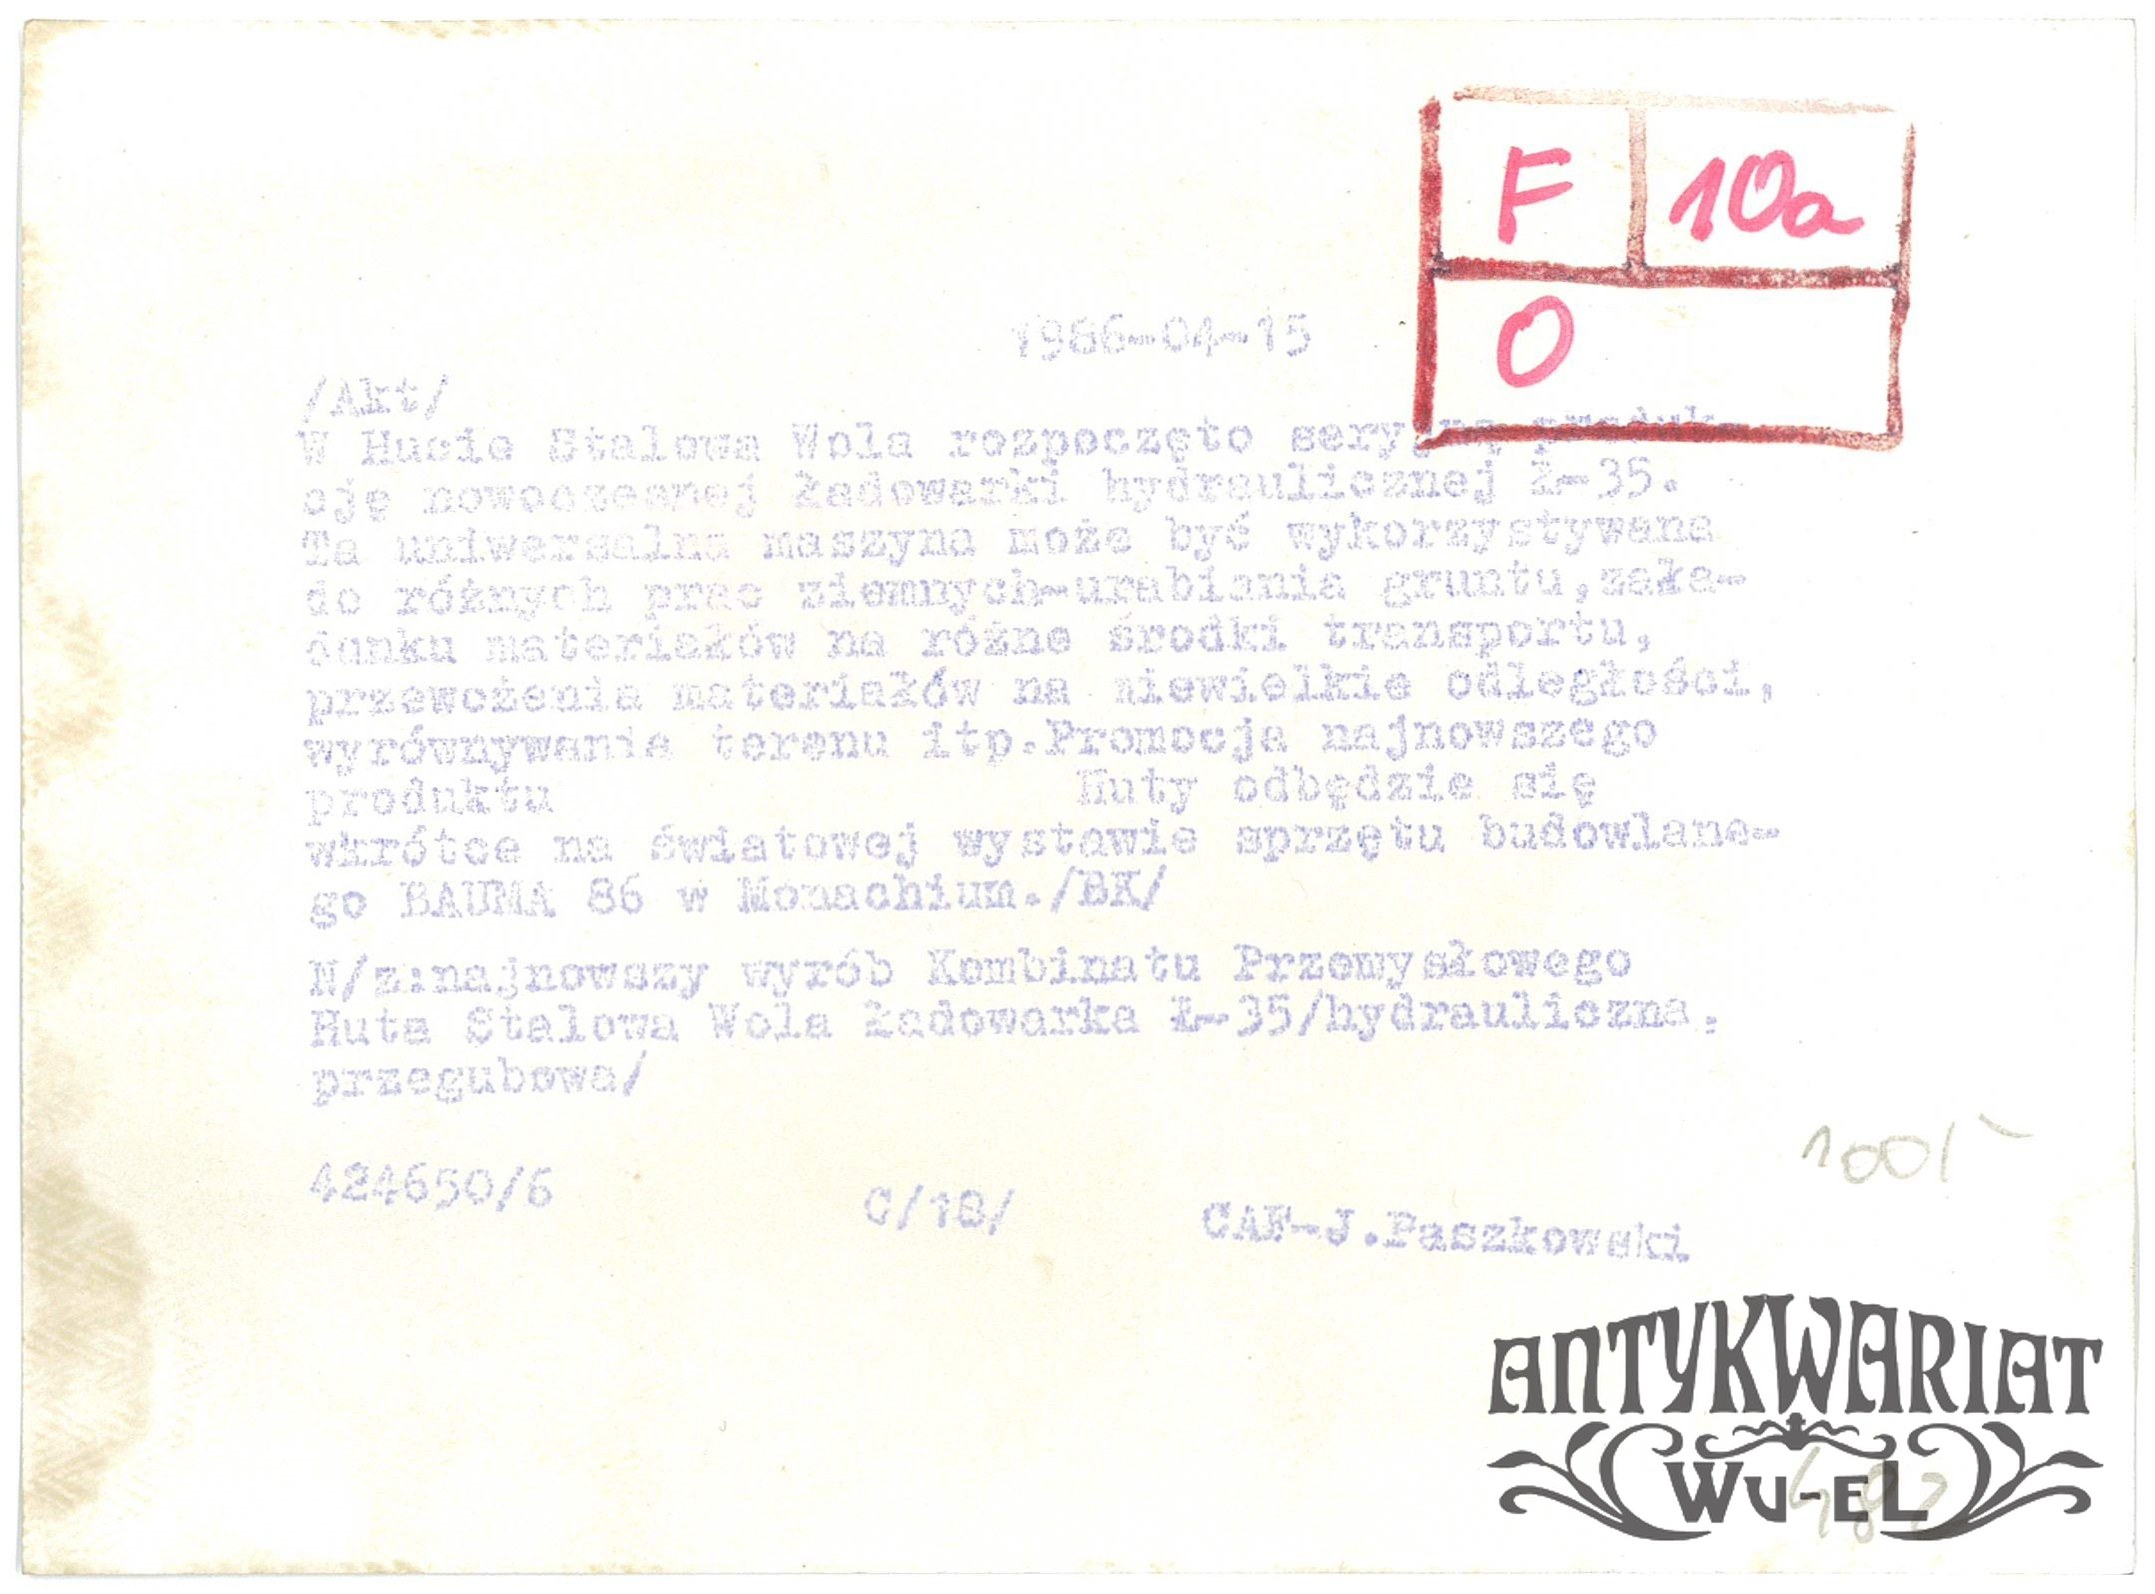 F 10a
O
1986-04-15
/Akt/
W Hucie Stalowa Wola rozpoczęto seryjną produk-
cję nowoczesnej ładowarki hydraulicznej Ł-35.
Ta uniwersalna maszyna może być wykorzystywana
do różnych prac ziemnych-urabiania gruntu,zała-
dunku materiałów na różne środki transportu,
przewożenia materiałów na niewielkie odległości,
wyrównywania terenu itp.Promocja najnowszego
produktu Huty odbędzie się
wkrótce na światowej wystawie sprzętu budowlane-
go BAUMA 86 w Monachium./BK/
N/z:najnowszy wyrób Kombinatu Przemysłowego
Huta Stalowa Wola ładowarka Ł-35/hydrauliczna.
przegubowa/
100/-
424650/6 C/18/ CAF-J.Paszkowski
ANTYKWARIAT
WU-EL